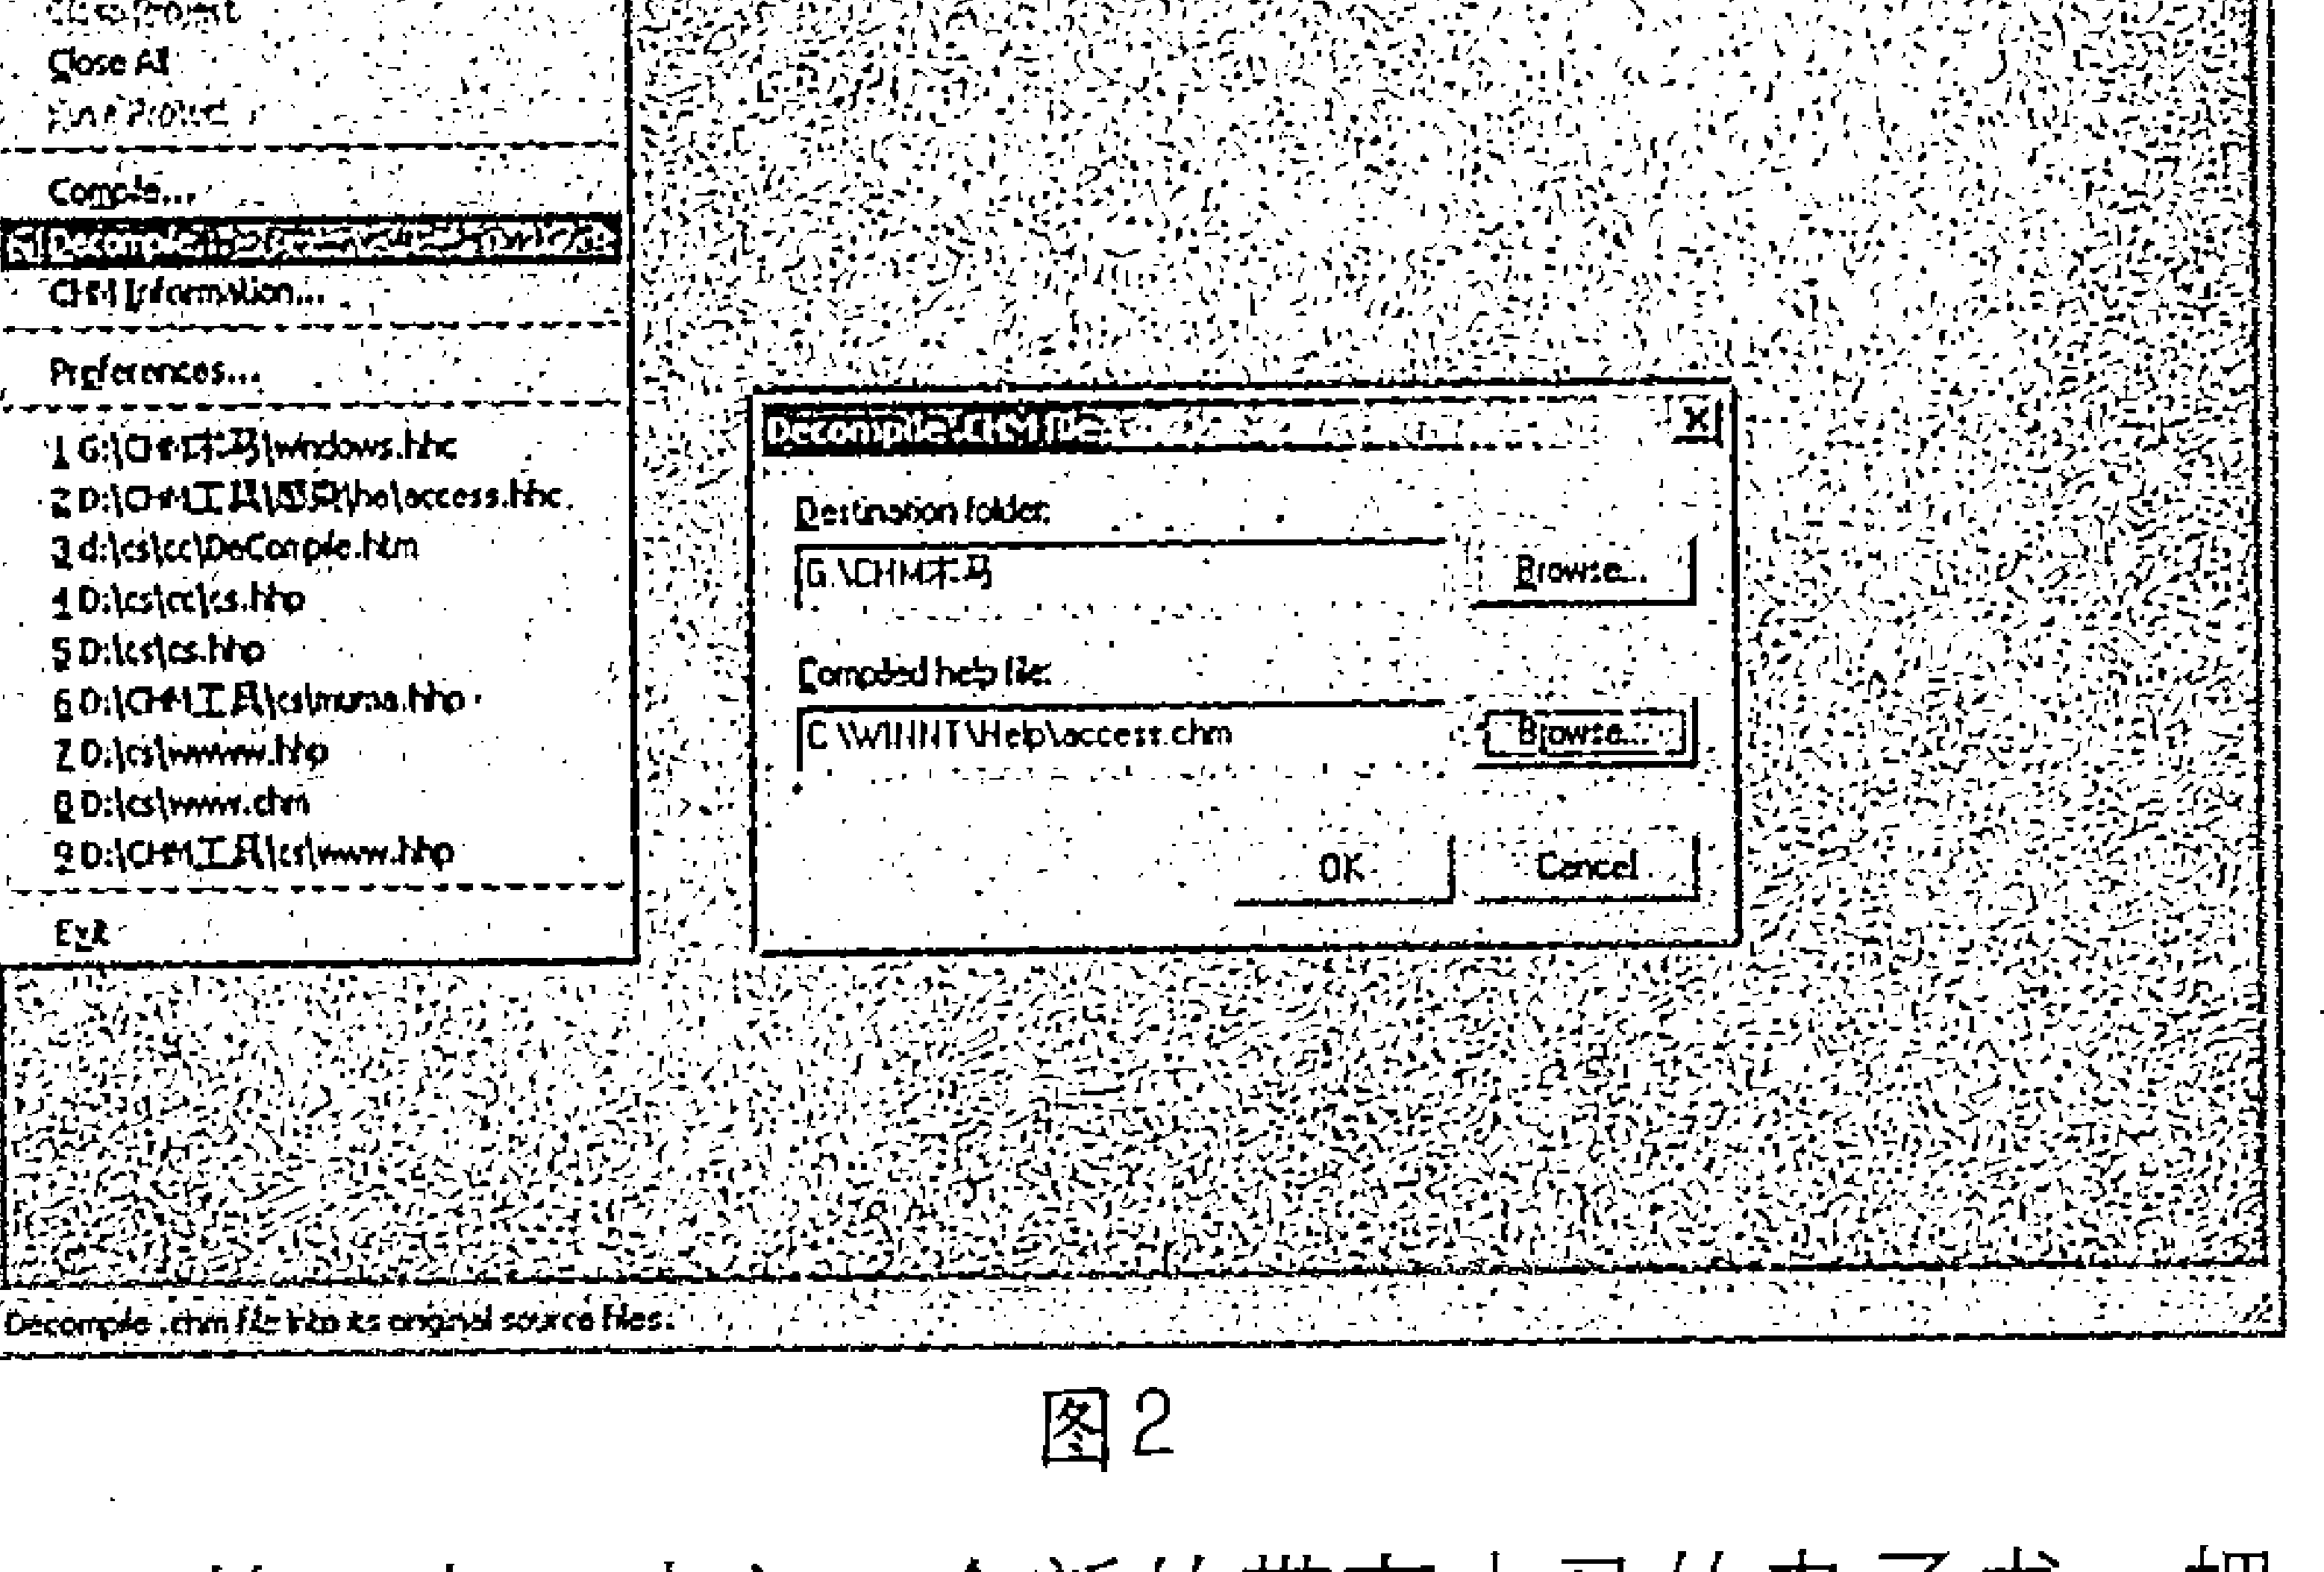 Close All
Compile...
Decompile
CHM Information...
Preferences...
1 G:\CHM木马\windows.hhc
2 D:\CHM工具\access.hhc
3 d:\cs\cc\DeCompile.htm
4 D:\cs\cc\cs.hhp
5 D:\cs\cs.hhp
6 D:\CHM工具\cs\muma.hhp
7 D:\cs\wwww.hhp
8 D:\cs\www.chm
9 D:\CHM工具\cs\www.hhp
Exit
Decompile .CHM file
Destination folder:
G:\CHM木马
Browse...
Compiled help file:
C:\WINNT\Help\access.chm
Browse...
OK
Cancel
Decompile .chm file into its original source files.
图2